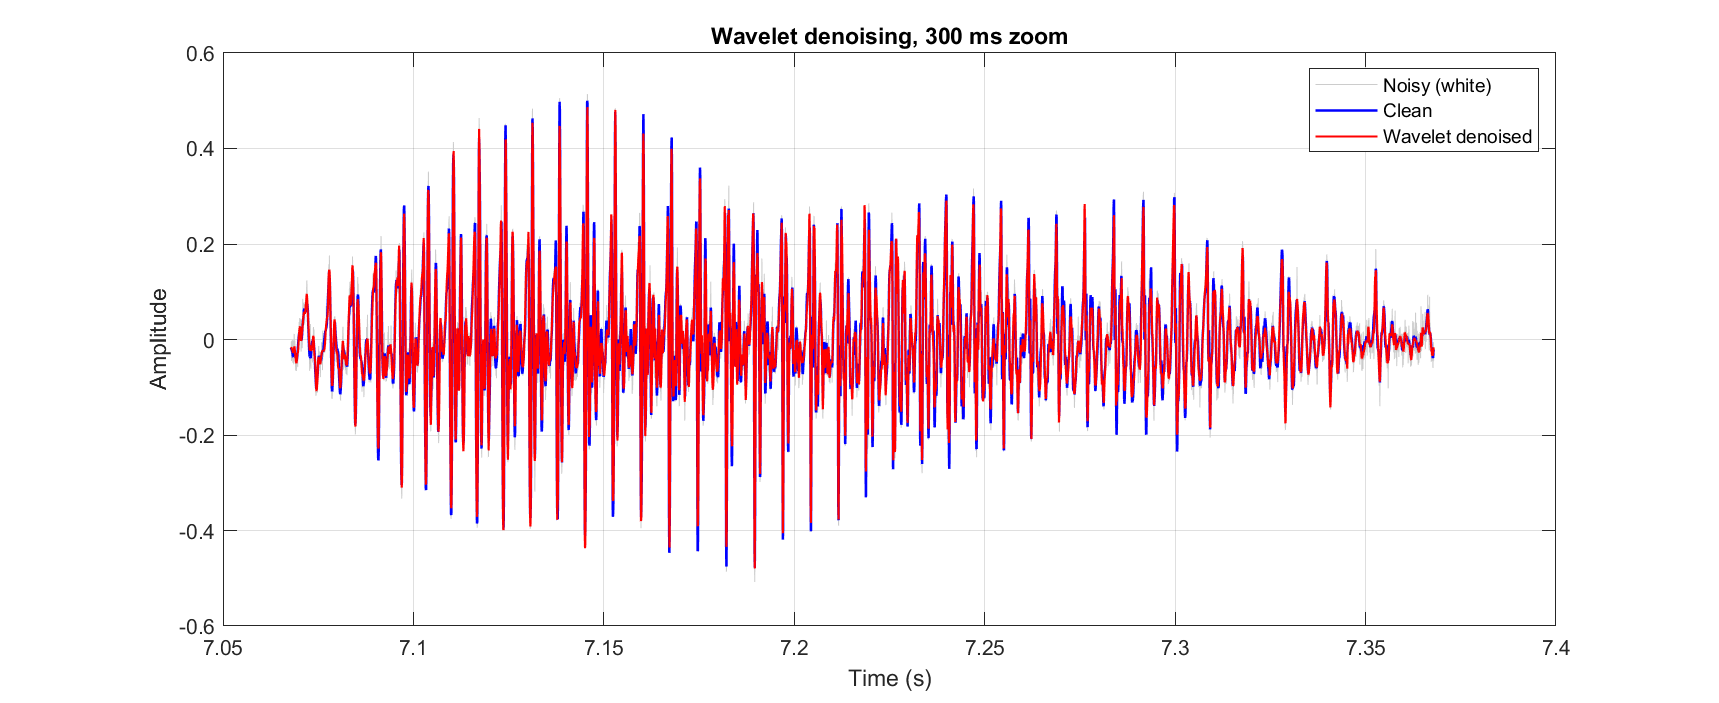 Wavelet denoising, 300 ms zoom
0.6
0.4
0.2
0
-0.2
-0.4
-0.6
Amplitude
Noisy (white)
Clean
Wavelet denoised
7.05 7.1 7.15 7.2 7.25 7.3 7.35 7.4
Time (s)